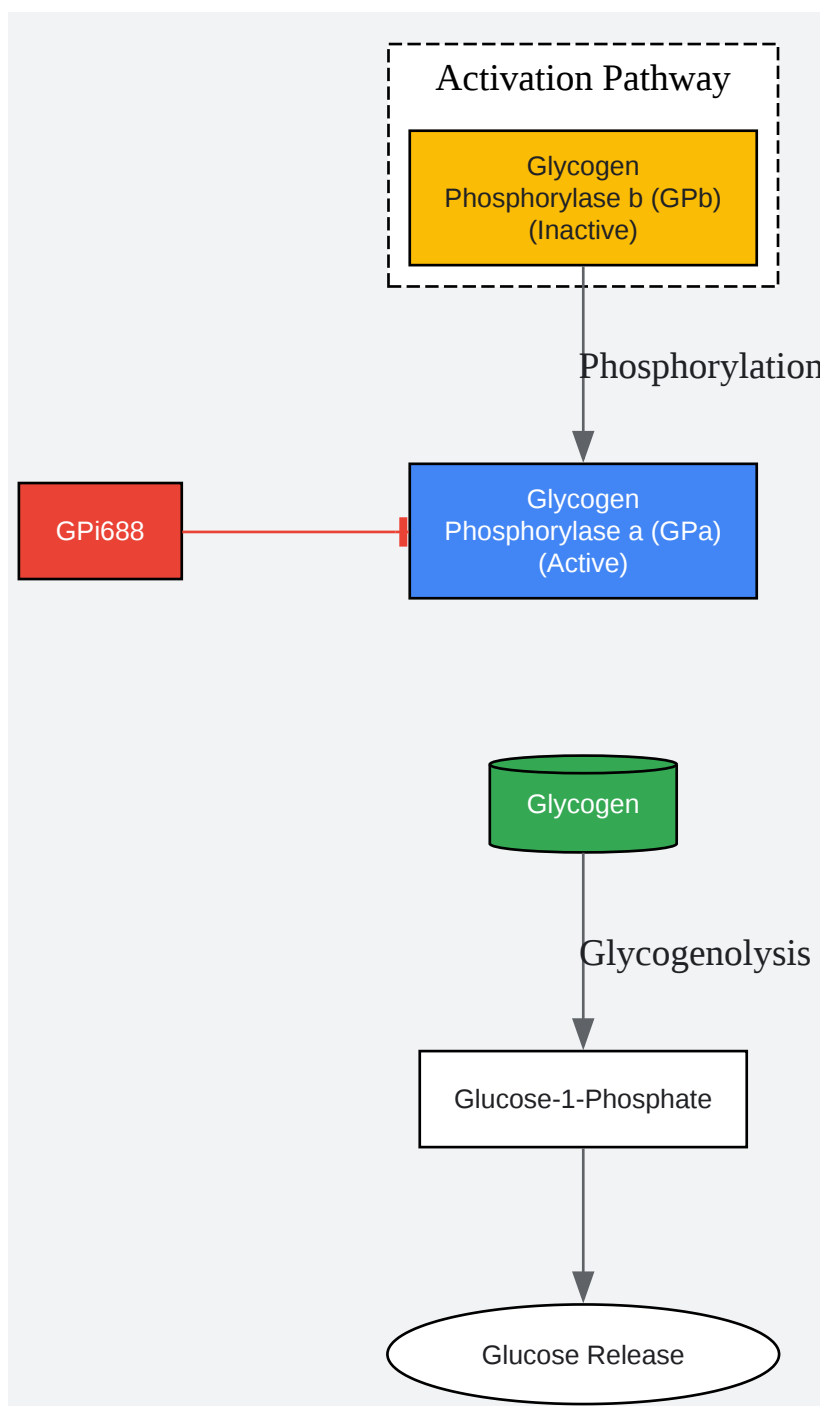 Activation Pathway
Glycogen
Phosphorylase b (GPb)
(Inactive)
Phosphorylation
GPi688
Glycogen
Phosphorylase a (GPa)
(Active)
Glycogen
Glycogenolysis
Glucose-1-Phosphate
Glucose Release